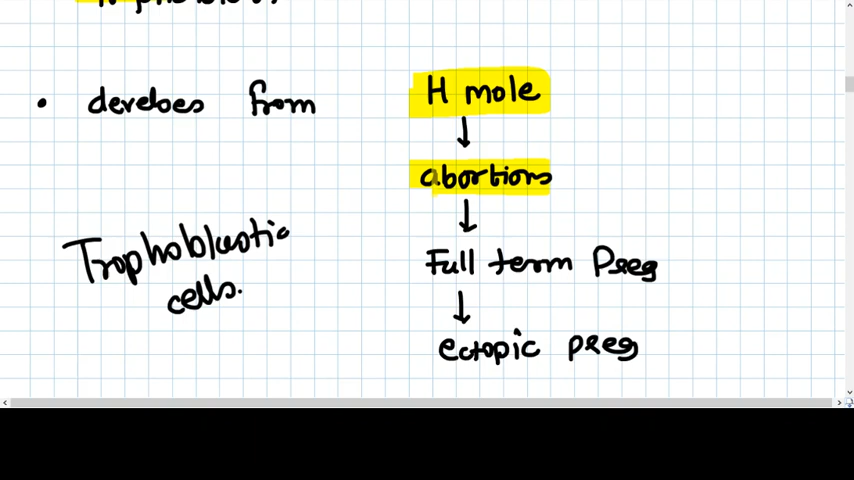 • develoes from
H mole
↓
abortions
↓
Full term Preg
↓
Ectopic preg
Trophoblastic
cells.